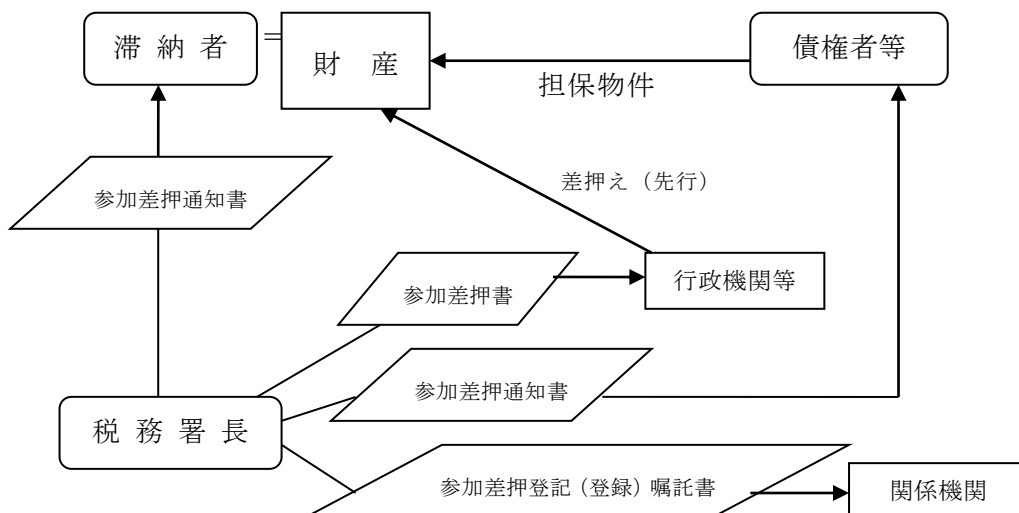 滞 納 者
＝
財　産
債権者等
担保物件
参加差押通知書
差押え（先行）
参加差押書
行政機関等
参加差押通知書
税 務 署 長
参加差押登記（登録）嘱託書
関係機関